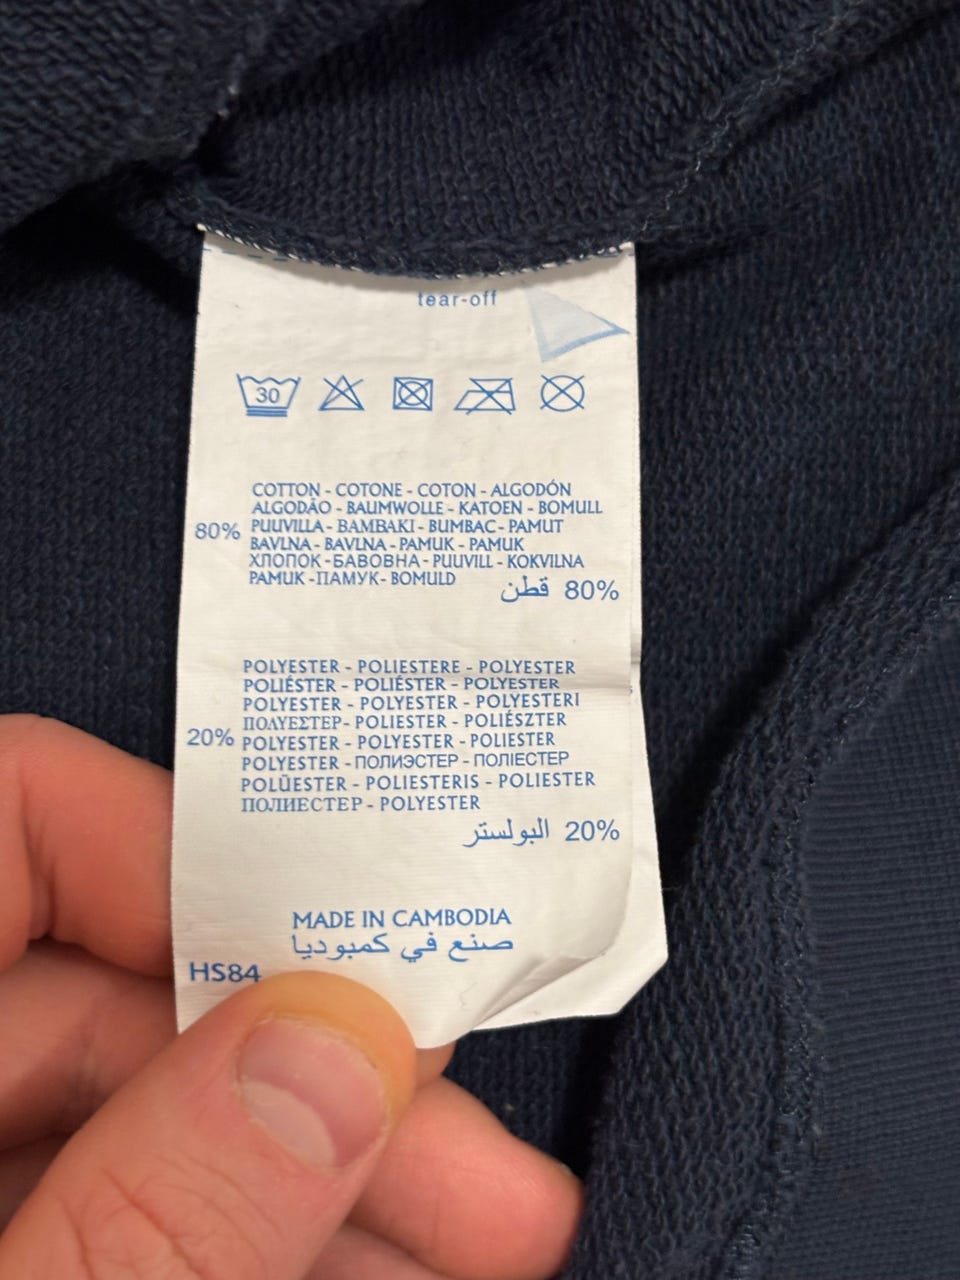 tear-off
30
80%
COTTON - COTONE - COTON - ALGODÓN
ALGODÃO - BAUMWOLLE - KATOEN - BOMULL
PUUVILLA - BAMBAKI - BUMBAC - PAMUT
BAVLNA - BAVLNA - PAMUK - PAMUK
ХЛОПОК - БАВОВНА - PUUVILL - KOKVILNA
PAMUK - ПАМУК - BOMULD
قطن 80%
20%
POLYESTER - POLIESTERE - POLYESTER
POLIÉSTER - POLIÉSTER - POLYESTER
POLYESTER - POLYESTER - POLYESTERI
ΠΟΛΥΕΣΤΕΡ - POLIESTER - POLIÉSZTER
POLYESTER - POLYESTER - POLIESTER
POLYESTER - ПОЛИЭСТЕР - ПОЛІЕСТЕР
POLÜESTER - POLIESTERIS - POLIESTER
ПОЛИЕСТЕР - POLYESTER
البولستر 20%
MADE IN CAMBODIA
صنع في كمبوديا
HS84